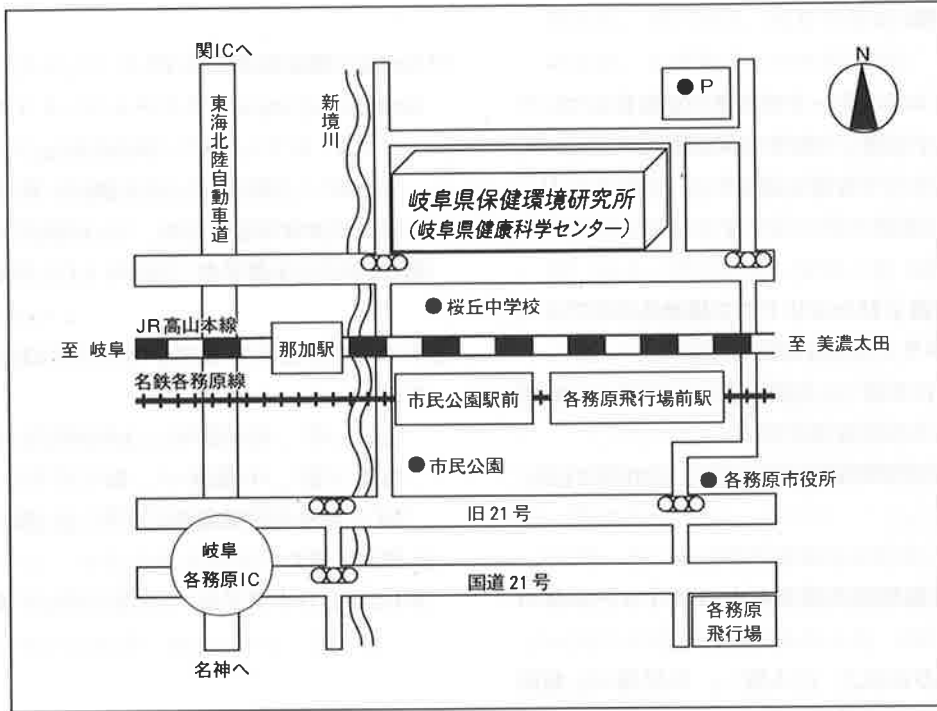 関ICへ
東海北陸自動車道
新境川
P
N
岐阜県保健環境研究所
(岐阜県健康科学センター)
桜丘中学校
JR高山本線
至 岐阜
那加駅
至 美濃太田
名鉄各務原線
市民公園駅前
各務原飛行場前駅
市民公園
各務原市役所
旧21号
岐阜
各務原IC
国道21号
各務原
飛行場
名神へ